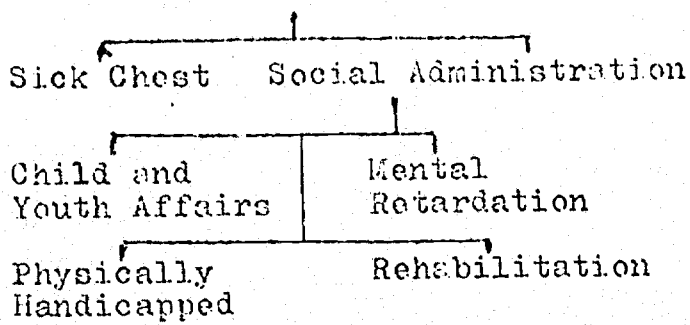 Sick Chest Social Administration
Child and Mental
Youth Affairs Retardation
Physically Rehabilitation
Handicapped